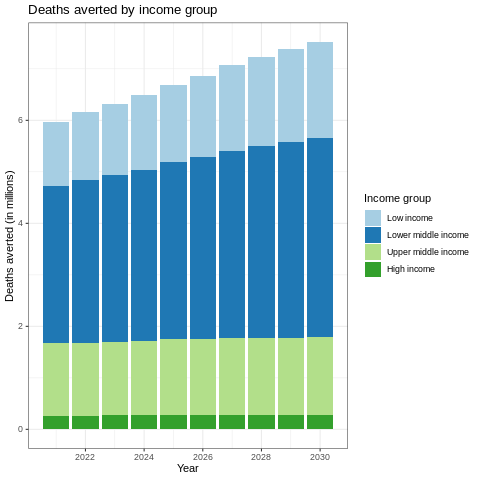 Deaths averted by income group
Deaths averted (in millions)
6
4
2
0
2022 2024 2026 2028 2030
Year
Income group
Low income
Lower middle income
Upper middle income
High income